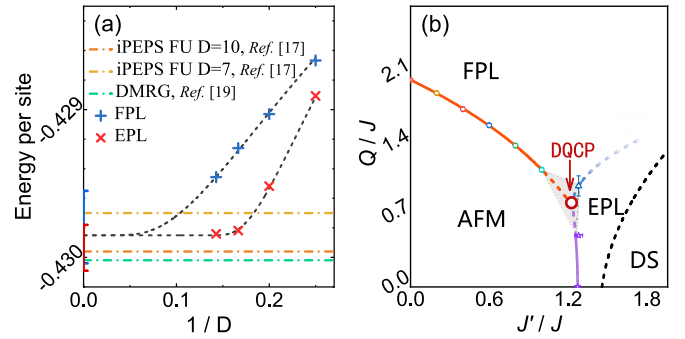 (a)
iPEPS FU D=10, Ref. [17]
iPEPS FU D=7, Ref. [17]
DMRG, Ref. [19]
FPL
EPL
Energy per site
-0.429
-0.430
0.0
0.1
0.2
1 / D
(b)
FPL
DQCP
AFM
EPL
DS
Q / J
2.1
1.4
0.7
0.0
0.0
0.6
1.2
1.8
J' / J